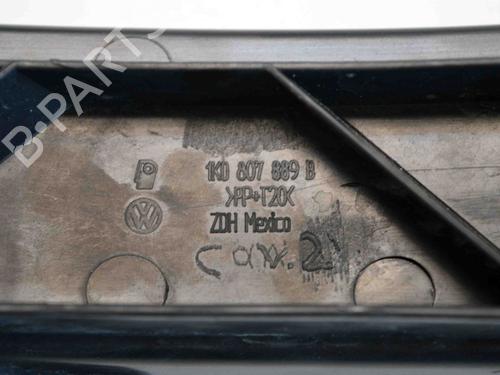 B-PARTS
1K0 807 889 B
>PP+T20<
ZDH Mexico